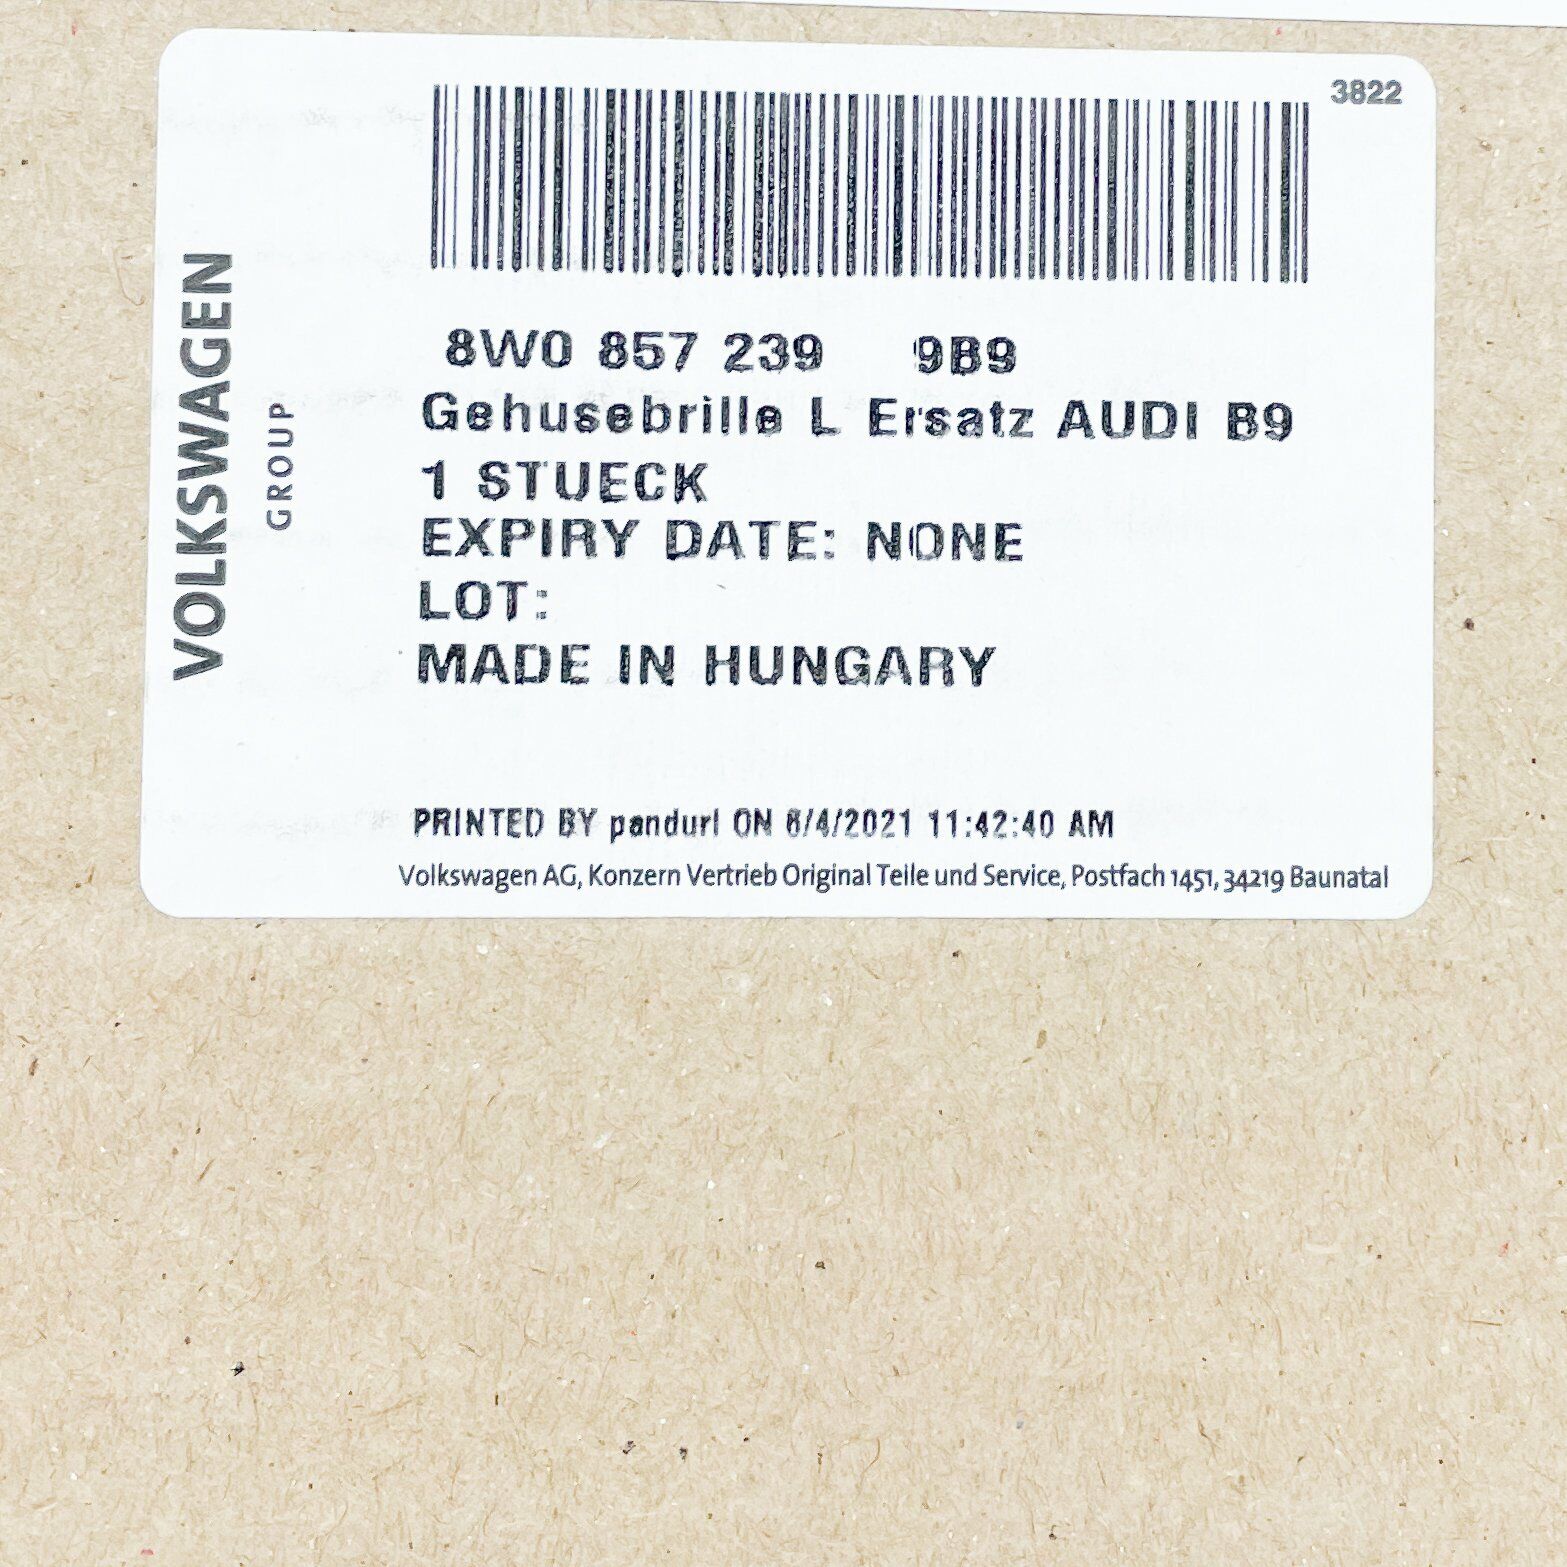 3822
8W0 857 239 9B9
Gehusebrille L Ersatz AUDI B9
1 STUECK
EXPIRY DATE: NONE
LOT:
MADE IN HUNGARY
PRINTED BY pandurl ON 6/4/2021 11:42:40 AM
Volkswagen AG, Konzern Vertrieb Original Teile und Service, Postfach 1451, 34219 Baunatal
VOLKSWAGEN
GROUP